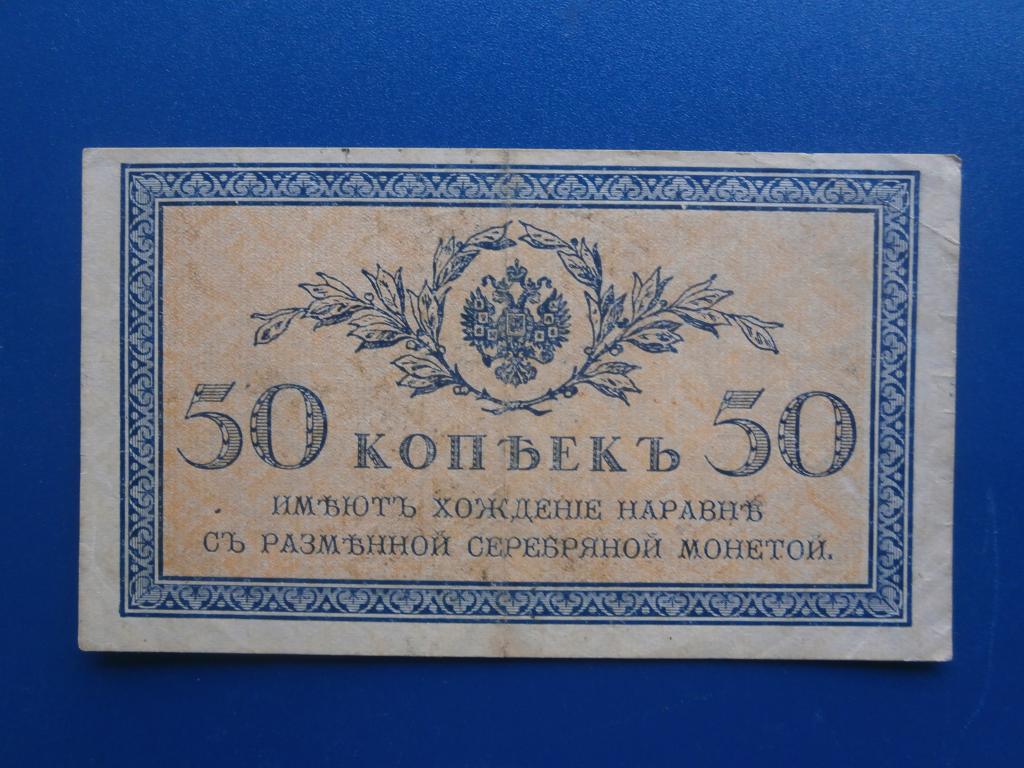 50 КОПѢЕКЪ 50
ИМѢЮТЪ ХОЖДЕНІЕ НАРАВНѢ
СЪ РАЗМѢННОЙ СЕРЕБРЯНОЙ МОНЕТОЙ.